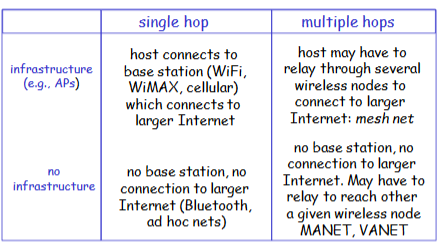 single hop
multiple hops
infrastructure
(e.g., APs)
host connects to
base station (WiFi,
WiMAX, cellular)
which connects to
larger Internet
host may have to
relay through several
wireless nodes to
connect to larger
Internet: mesh net
no
infrastructure
no base station, no
connection to larger
Internet (Bluetooth,
ad hoc nets)
no base station, no
connection to larger
Internet. May have to
relay to reach other
a given wireless node
MANET, VANET